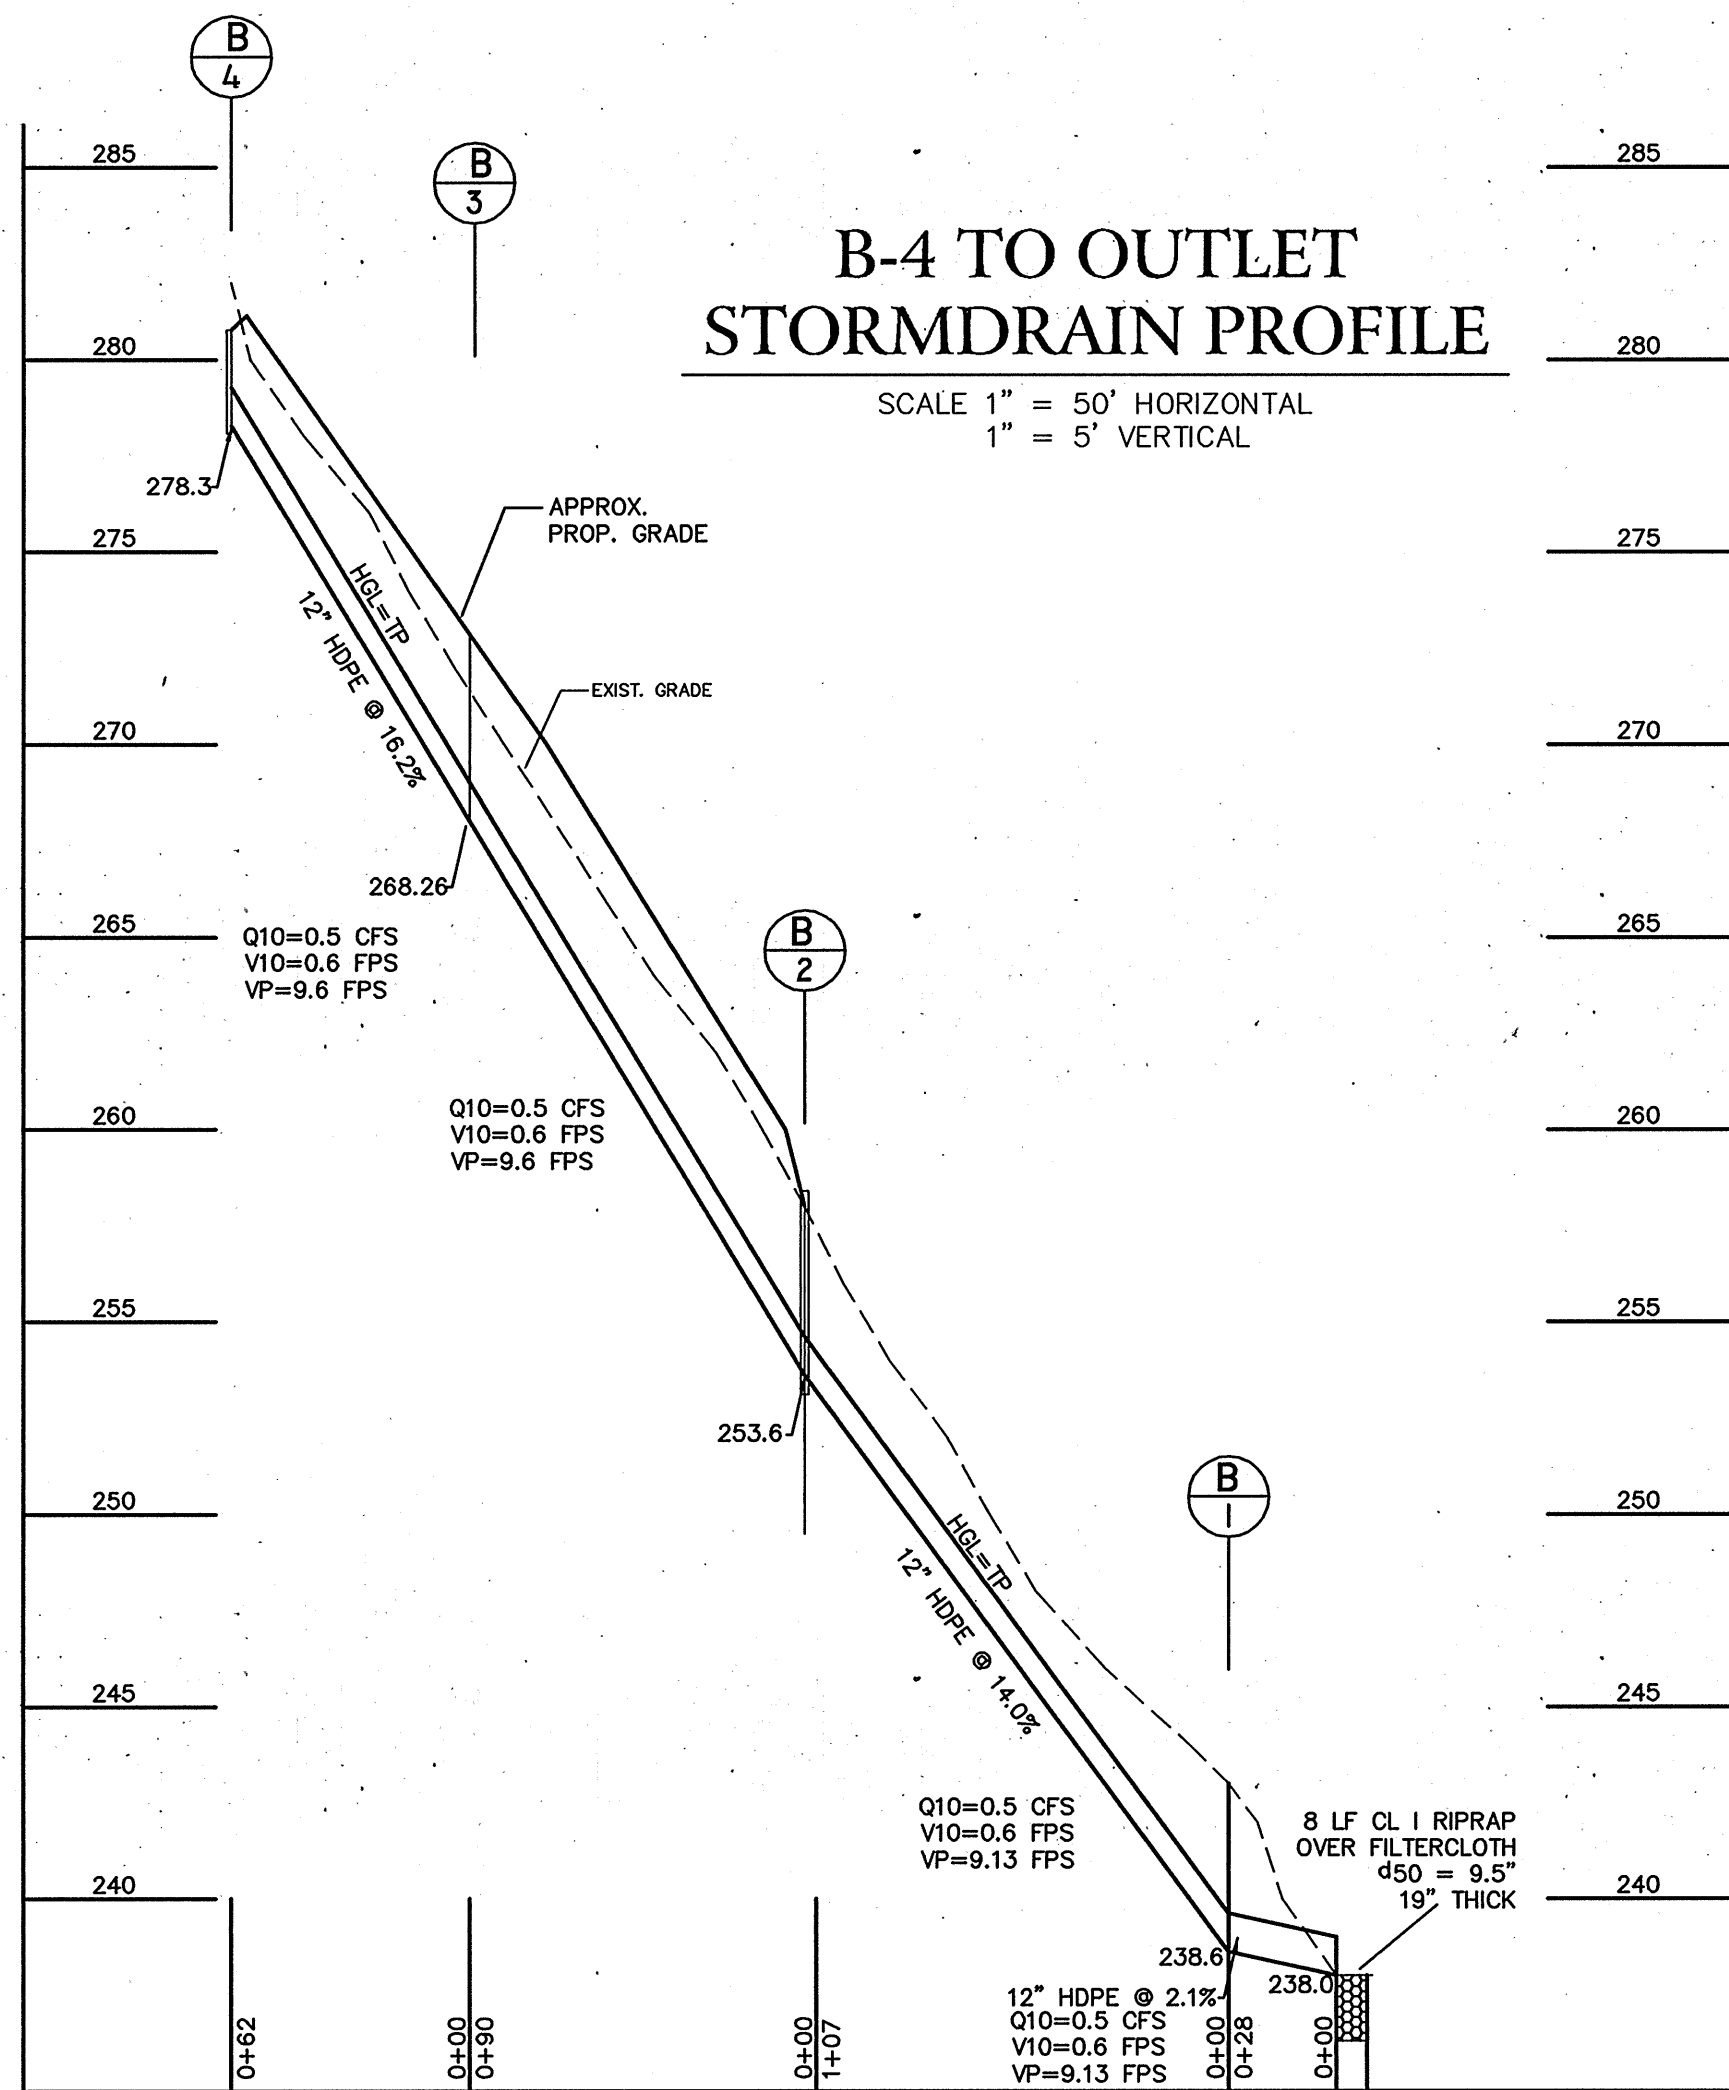 B
4
B
3
285
285
B-4 TO OUTLET
STORMDRAIN PROFILE
SCALE 1" = 50' HORIZONTAL
1" = 5' VERTICAL
280
280
278.3
APPROX.
PROP. GRADE
275
275
HGL=TP
12" HDPE @ 16.2%
EXIST. GRADE
270
270
268.26
265
265
Q10=0.5 CFS
V10=0.6 FPS
VP=9.6 FPS
B
2
260
260
Q10=0.5 CFS
V10=0.6 FPS
VP=9.6 FPS
255
255
253.6
B
1
250
250
HGL=TP
12" HDPE @ 14.0%
245
245
Q10=0.5 CFS
V10=0.6 FPS
VP=9.13 FPS
8 LF CL I RIPRAP
OVER FILTERCLOTH
d50 = 9.5"
19" THICK
240
240
238.6
238.0
12" HDPE @ 2.1%
Q10=0.5 CFS
V10=0.6 FPS
VP=9.13 FPS
0+62
0+00
0+90
0+00
1+07
0+00
0+28
0+00